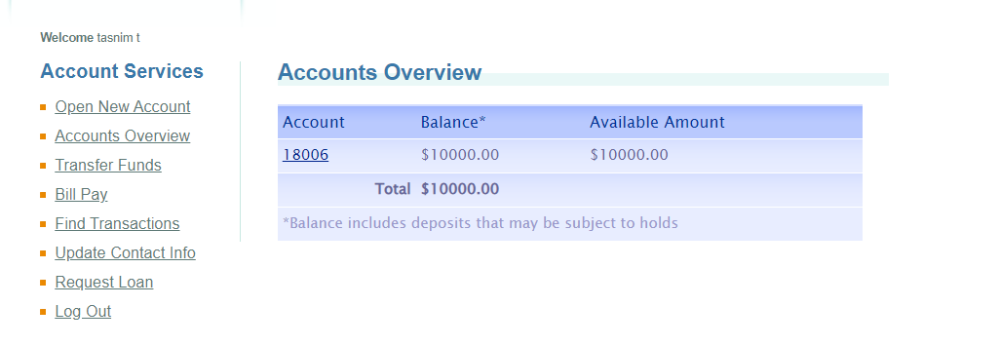 Welcome tasnim t
Account Services
Open New Account
Accounts Overview
Transfer Funds
Bill Pay
Find Transactions
Update Contact Info
Request Loan
Log Out
Accounts Overview
Account Balance* Available Amount
18006 $10000.00 $10000.00
Total $10000.00
*Balance includes deposits that may be subject to holds